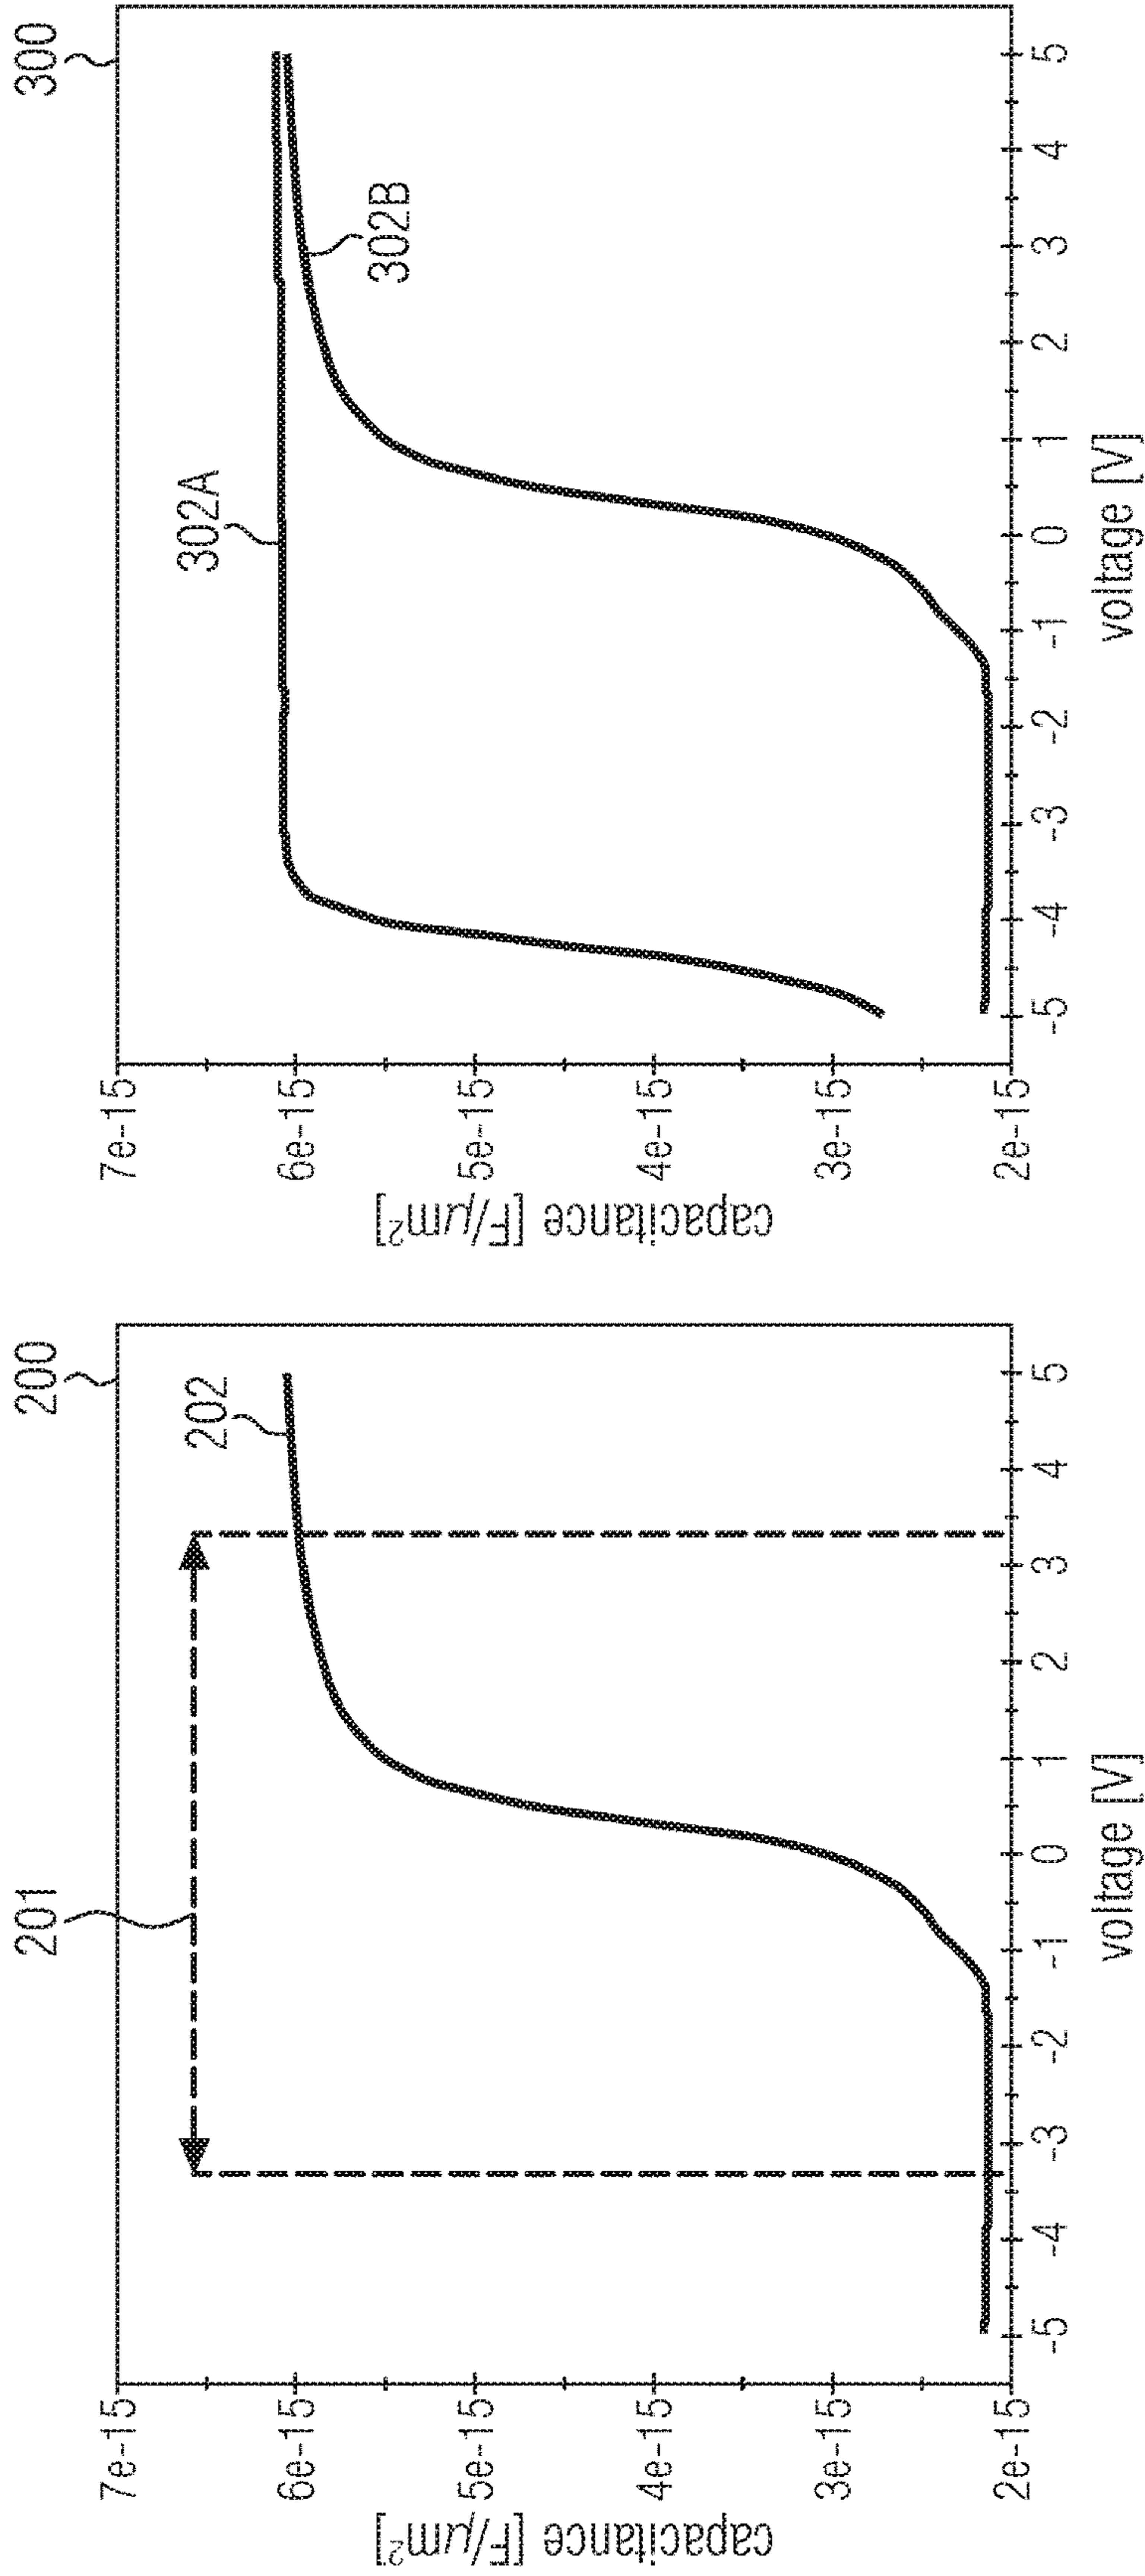 200
201
202
7e-15
6e-15
5e-15
4e-15
3e-15
2e-15
capacitance [F/μm²]
-5 -4 -3 -2 -1 0 1 2 3 4 5
voltage [V]
300
302A
302B
7e-15
6e-15
5e-15
4e-15
3e-15
2e-15
capacitance [F/μm²]
-5 -4 -3 -2 -1 0 1 2 3 4 5
voltage [V]